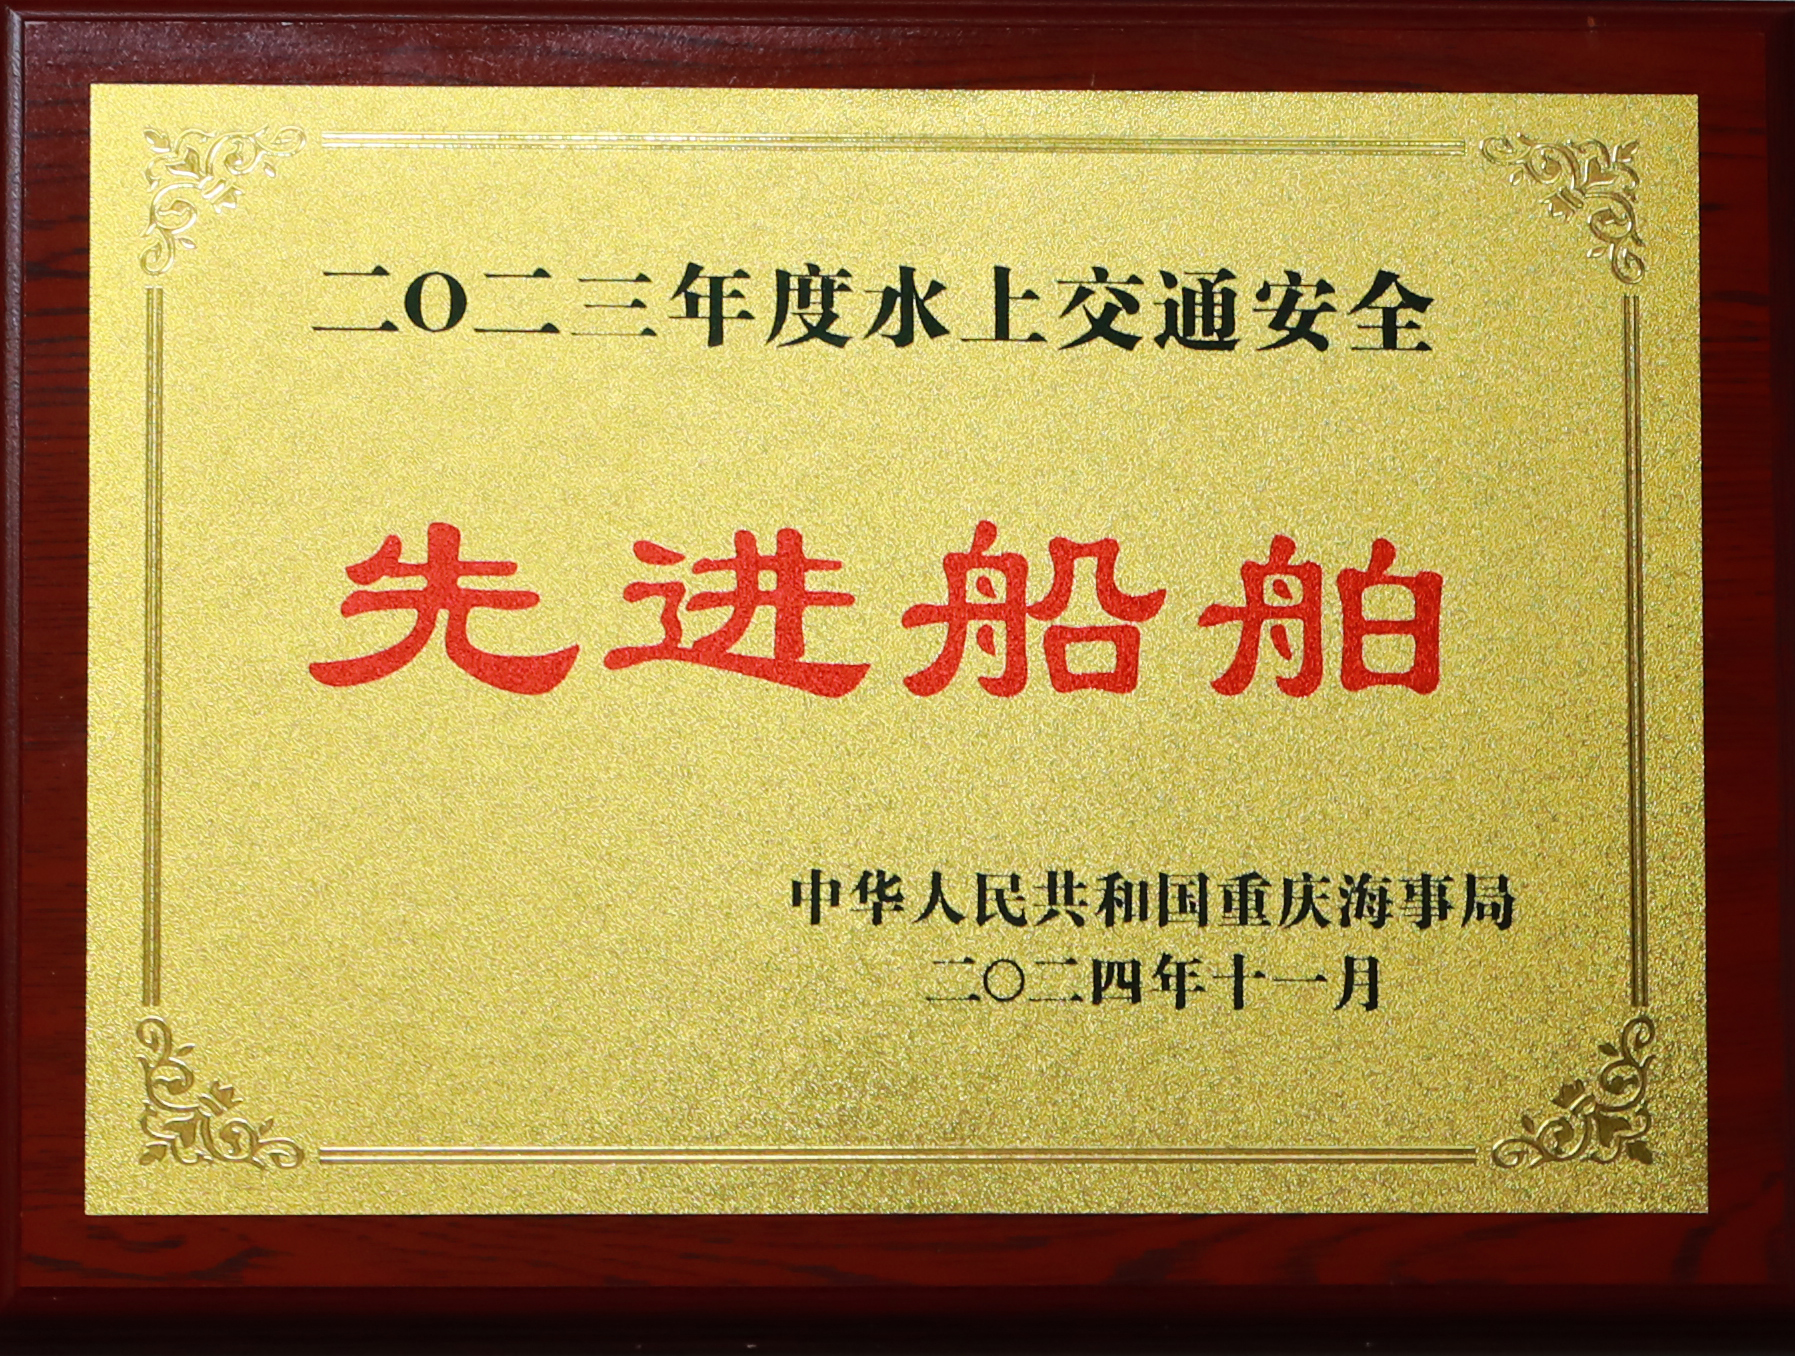 二O二三年度水上交通安全
先进船舶
中华人民共和国重庆海事局
二〇二四年十一月